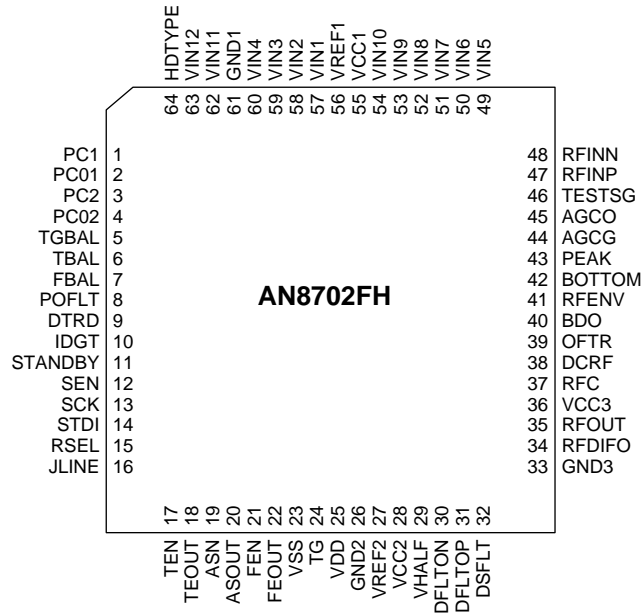 64 HDTYPE
63 VIN12
62 VIN11
61 GND1
60 VIN4
59 VIN3
58 VIN2
57 VIN1
56 VREF1
55 VCC1
54 VIN10
53 VIN9
52 VIN8
51 VIN7
50 VIN6
49 VIN5
PC1 1
PC01 2
PC2 3
PC02 4
TGBAL 5
TBAL 6
FBAL 7
POFLT 8
DTRD 9
IDGT 10
STANDBY 11
SEN 12
SCK 13
STDI 14
RSEL 15
JLINE 16
AN8702FH
48 RFINN
47 RFINP
46 TESTSG
45 AGCO
44 AGCG
43 PEAK
42 BOTTOM
41 RFENV
40 BDO
39 OFTR
38 DCRF
37 RFC
36 VCC3
35 RFOUT
34 RFDIFO
33 GND3
TEN 17
TEOUT 18
ASN 19
ASOUT 20
FEN 21
FEOUT 22
VSS 23
TG 24
VDD 25
GND2 26
VREF2 27
VCC2 28
VHALF 29
DFLTON 30
DFLTOP 31
DSFLT 32